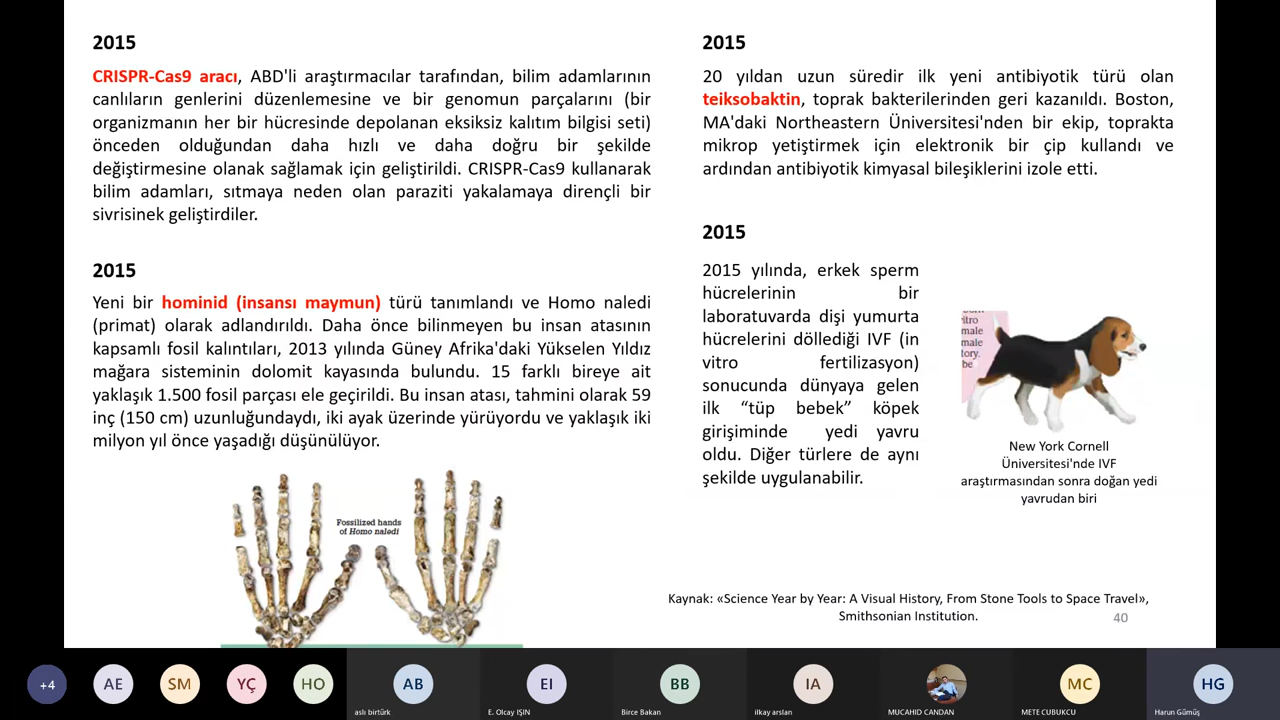 2015
CRISPR-Cas9 aracı, ABD'li araştırmacılar tarafından, bilim adamlarının
canlıların genlerini düzenlemesine ve bir genomun parçalarını (bir
organizmanın her bir hücresinde depolanan eksiksiz kalıtım bilgisi seti)
önceden olduğundan daha hızlı ve daha doğru bir şekilde
değiştirmesine olanak sağlamak için geliştirildi. CRISPR-Cas9 kullanarak
bilim adamları, sıtmaya neden olan paraziti yakalamaya dirençli bir
sivrisinek geliştirdiler.
2015
Yeni bir hominid (insansı maymun) türü tanımlandı ve Homo naledi
(primat) olarak adlandırıldı. Daha önce bilinmeyen bu insan atasının
kapsamlı fosil kalıntıları, 2013 yılında Güney Afrika'daki Yükselen Yıldız
mağara sisteminin dolomit kayasında bulundu. 15 farklı bireye ait
yaklaşık 1.500 fosil parçası ele geçirildi. Bu insan atası, tahmini olarak 59
inç (150 cm) uzunluğundaydı, iki ayak üzerinde yürüyordu ve yaklaşık iki
milyon yıl önce yaşadığı düşünülüyor.
Fossilized hands
of Homo naledi
2015
20 yıldan uzun süredir ilk yeni antibiyotik türü olan
teiksobaktin, toprak bakterilerinden geri kazanıldı. Boston,
MA'daki Northeastern Üniversitesi'nden bir ekip, toprakta
mikrop yetiştirmek için elektronik bir çip kullandı ve
ardından antibiyotik kimyasal bileşiklerini izole etti.
2015
2015 yılında, erkek sperm
hücrelerinin bir
laboratuvarda dişi yumurta
hücrelerini döllediği IVF (in
vitro fertilizasyon)
sonucunda dünyaya gelen
ilk “tüp bebek” köpek
girişiminde yedi yavru
oldu. Diğer türlere de aynı
şekilde uygulanabilir.
itro
male
tory.
be
New York Cornell
Üniversitesi'nde IVF
araştırmasından sonra doğan yedi
yavrudan biri
Kaynak: «Science Year by Year: A Visual History, From Stone Tools to Space Travel»,
Smithsonian Institution.
40
+4
AE
SM
YÇ
HO
AB
aslı birtürk
EI
E. Olcay IŞIN
BB
Birce Bakan
IA
ilkay arslan
MUCAHID CANDAN
MC
METE CUBUKCU
HG
Harun Gümüş